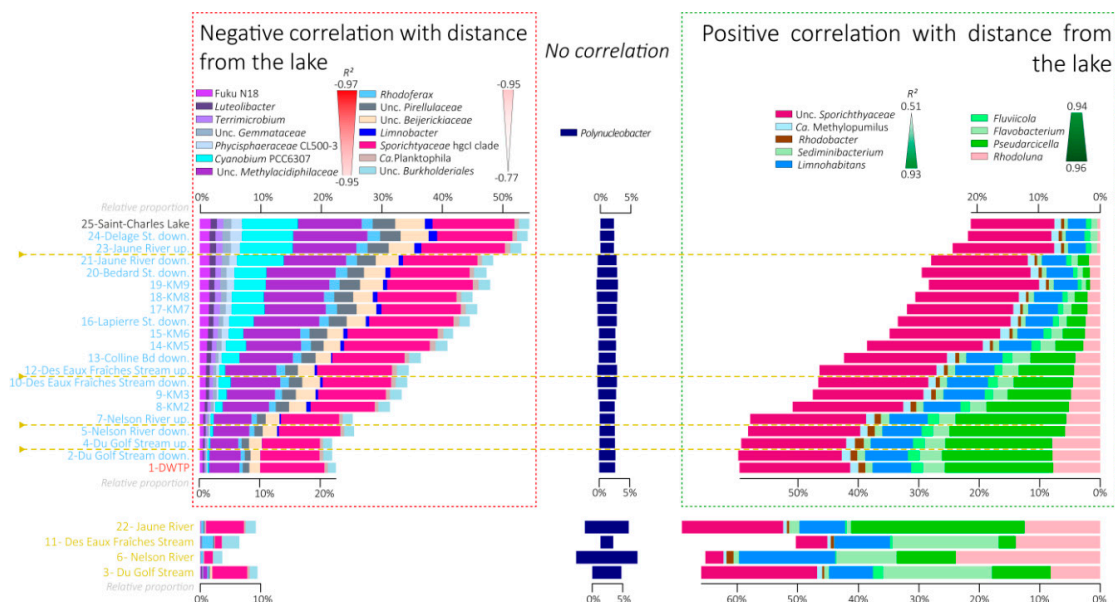 Negative correlation with distance
from the lake
No correlation
Positive correlation with distance from
the lake
R²
-0.97
-0.95
-0.95
-0.77
Fuku N18
Luteolibacter
Terrimicrobium
Unc. Gemmataceae
Phycisphaeraceae CL500-3
Cyanobium PCC6307
Unc. Methylacidiphilaceae
Rhodoferax
Unc. Pirellulaceae
Unc. Beijerickiaceae
Limnobacter
Sporichtyaceae hgcl clade
Ca.Planktophila
Unc. Burkholderiales
Polynucleobacter
Unc. Sporichthyaceae
Ca. Methylopumilus
Rhodobacter
Sediminibacterium
Limnohabitans
R²
0.51
0.93
Fluviicola
Flavobacterium
Pseudarcicella
Rhodoluna
0.94
0.96
Relative proportion
0% 10% 20% 30% 40% 50%
0% 5%
20% 10% 0%
25-Saint-Charles Lake
24-Delage St. down.
23-Jaune River up.
21-Jaune River down.
20-Bedard St. down.
19-KM9
18-KM8
17-KM7
16-Lapierre St. down.
15-KM6
14-KM5
13-Colline Bd down.
12-Des Eaux Fraîches Stream up.
10-Des Eaux Fraîches Stream down.
9-KM3
8-KM2
7-Nelson River up.
5-Nelson River down.
4-Du Golf Stream up.
2-Du Golf Stream down.
1-DWTP
Relative proportion
0% 10% 20%
0% 5%
50% 40% 30% 20% 10% 0%
22- Jaune River
11- Des Eaux Fraîches Stream
6- Nelson River
3- Du Golf Stream
Relative proportion
0% 10%
0% 5%
60% 50% 40% 30% 20% 10% 0%